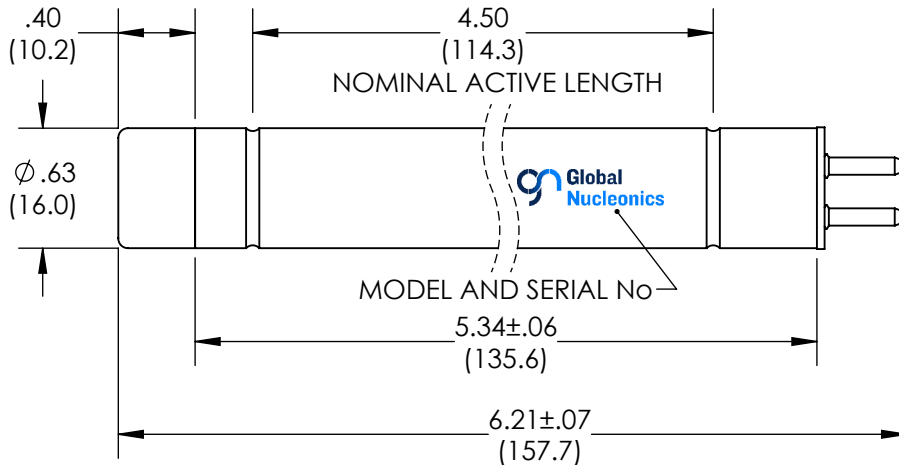 .40
(10.2)
4.50
(114.3)
NOMINAL ACTIVE LENGTH
Ø.63
(16.0)
Global
Nucleonics
MODEL AND SERIAL No
5.34±.06
(135.6)
6.21±.07
(157.7)